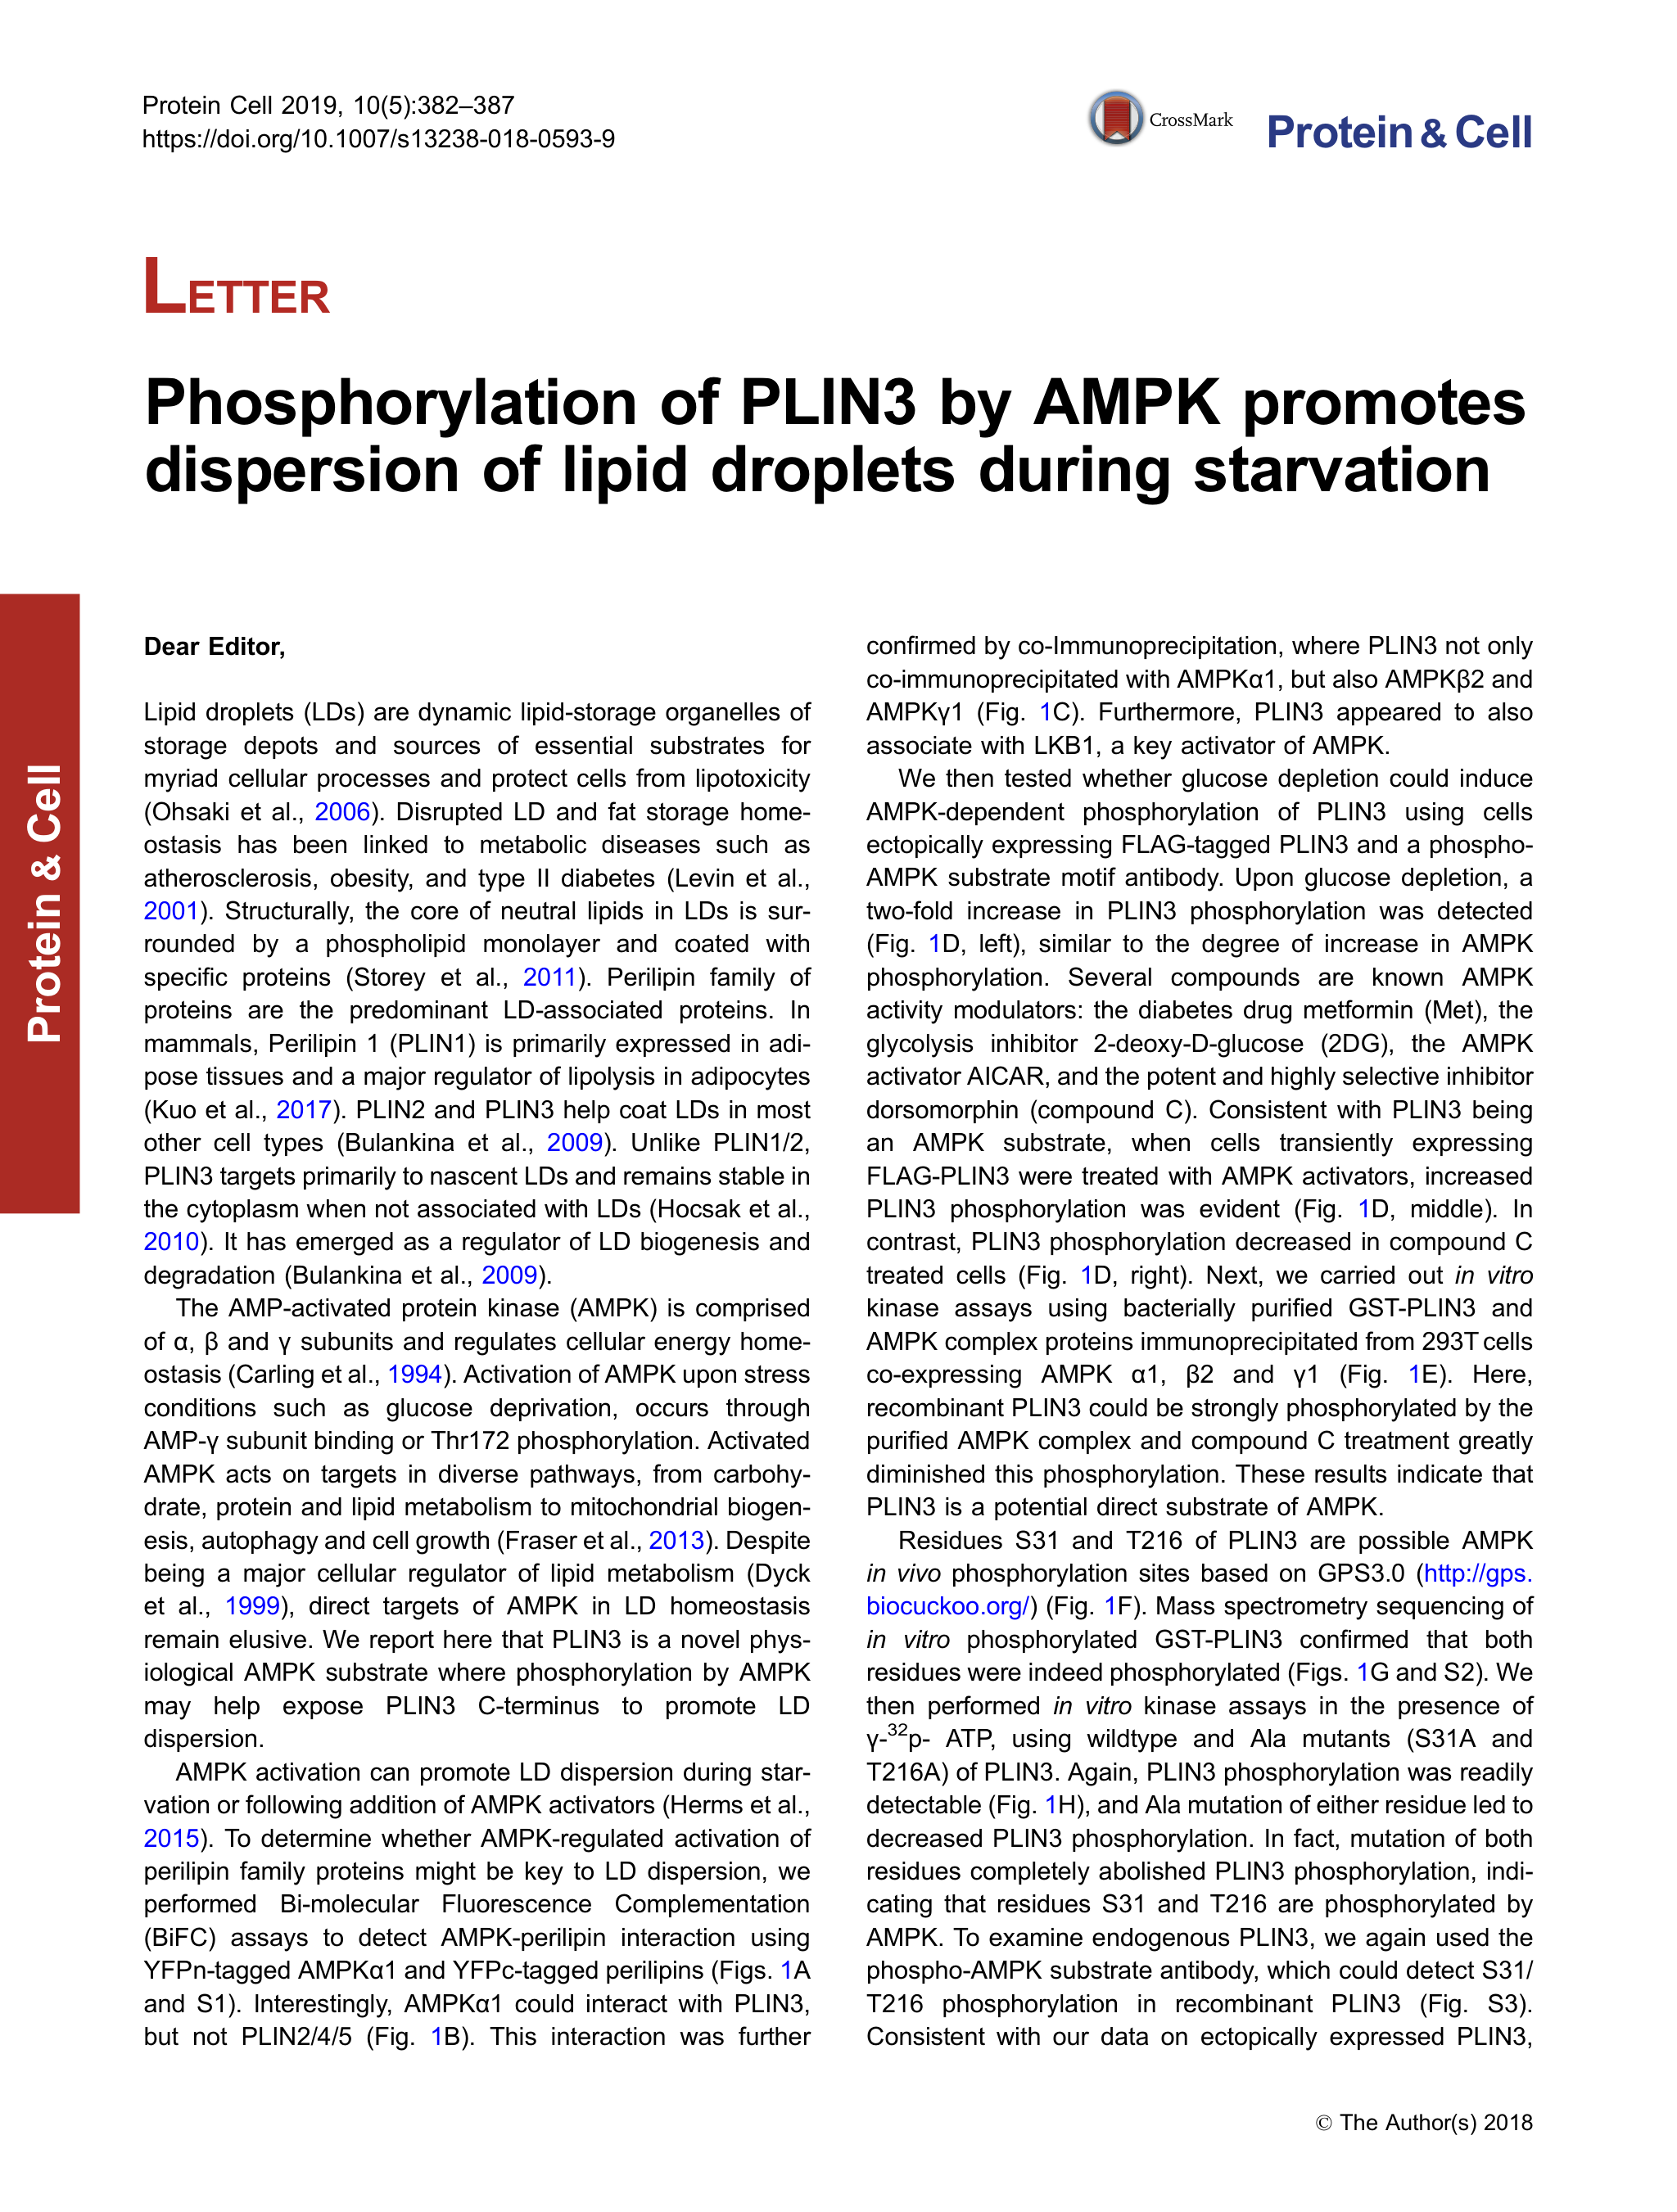 Protein Cell 2019, 10(5):382–387
https://doi.org/10.1007/s13238-018-0593-9
CrossMark
Protein & Cell
LETTER
Phosphorylation of PLIN3 by AMPK promotes
dispersion of lipid droplets during starvation
Protein & Cell
Dear Editor,
Lipid droplets (LDs) are dynamic lipid-storage organelles of
storage depots and sources of essential substrates for
myriad cellular processes and protect cells from lipotoxicity
(Ohsaki et al., 2006). Disrupted LD and fat storage home-
ostasis has been linked to metabolic diseases such as
atherosclerosis, obesity, and type II diabetes (Levin et al.,
2001). Structurally, the core of neutral lipids in LDs is sur-
rounded by a phospholipid monolayer and coated with
specific proteins (Storey et al., 2011). Perilipin family of
proteins are the predominant LD-associated proteins. In
mammals, Perilipin 1 (PLIN1) is primarily expressed in adi-
pose tissues and a major regulator of lipolysis in adipocytes
(Kuo et al., 2017). PLIN2 and PLIN3 help coat LDs in most
other cell types (Bulankina et al., 2009). Unlike PLIN1/2,
PLIN3 targets primarily to nascent LDs and remains stable in
the cytoplasm when not associated with LDs (Hocsak et al.,
2010). It has emerged as a regulator of LD biogenesis and
degradation (Bulankina et al., 2009).
The AMP-activated protein kinase (AMPK) is comprised
of α, β and γ subunits and regulates cellular energy home-
ostasis (Carling et al., 1994). Activation of AMPK upon stress
conditions such as glucose deprivation, occurs through
AMP-γ subunit binding or Thr172 phosphorylation. Activated
AMPK acts on targets in diverse pathways, from carbohy-
drate, protein and lipid metabolism to mitochondrial biogen-
esis, autophagy and cell growth (Fraser et al., 2013). Despite
being a major cellular regulator of lipid metabolism (Dyck
et al., 1999), direct targets of AMPK in LD homeostasis
remain elusive. We report here that PLIN3 is a novel phys-
iological AMPK substrate where phosphorylation by AMPK
may help expose PLIN3 C-terminus to promote LD
dispersion.
AMPK activation can promote LD dispersion during star-
vation or following addition of AMPK activators (Herms et al.,
2015). To determine whether AMPK-regulated activation of
perilipin family proteins might be key to LD dispersion, we
performed Bi-molecular Fluorescence Complementation
(BiFC) assays to detect AMPK-perilipin interaction using
YFPn-tagged AMPKα1 and YFPc-tagged perilipins (Figs. 1A
and S1). Interestingly, AMPKα1 could interact with PLIN3,
but not PLIN2/4/5 (Fig. 1B). This interaction was further
confirmed by co-Immunoprecipitation, where PLIN3 not only
co-immunoprecipitated with AMPKα1, but also AMPKβ2 and
AMPKγ1 (Fig. 1C). Furthermore, PLIN3 appeared to also
associate with LKB1, a key activator of AMPK.
We then tested whether glucose depletion could induce
AMPK-dependent phosphorylation of PLIN3 using cells
ectopically expressing FLAG-tagged PLIN3 and a phospho-
AMPK substrate motif antibody. Upon glucose depletion, a
two-fold increase in PLIN3 phosphorylation was detected
(Fig. 1D, left), similar to the degree of increase in AMPK
phosphorylation. Several compounds are known AMPK
activity modulators: the diabetes drug metformin (Met), the
glycolysis inhibitor 2-deoxy-D-glucose (2DG), the AMPK
activator AICAR, and the potent and highly selective inhibitor
dorsomorphin (compound C). Consistent with PLIN3 being
an AMPK substrate, when cells transiently expressing
FLAG-PLIN3 were treated with AMPK activators, increased
PLIN3 phosphorylation was evident (Fig. 1D, middle). In
contrast, PLIN3 phosphorylation decreased in compound C
treated cells (Fig. 1D, right). Next, we carried out in vitro
kinase assays using bacterially purified GST-PLIN3 and
AMPK complex proteins immunoprecipitated from 293T cells
co-expressing AMPK α1, β2 and γ1 (Fig. 1E). Here,
recombinant PLIN3 could be strongly phosphorylated by the
purified AMPK complex and compound C treatment greatly
diminished this phosphorylation. These results indicate that
PLIN3 is a potential direct substrate of AMPK.
Residues S31 and T216 of PLIN3 are possible AMPK
in vivo phosphorylation sites based on GPS3.0 (http://gps.
biocuckoo.org/) (Fig. 1F). Mass spectrometry sequencing of
in vitro phosphorylated GST-PLIN3 confirmed that both
residues were indeed phosphorylated (Figs. 1G and S2). We
then performed in vitro kinase assays in the presence of
γ-32p- ATP, using wildtype and Ala mutants (S31A and
T216A) of PLIN3. Again, PLIN3 phosphorylation was readily
detectable (Fig. 1H), and Ala mutation of either residue led to
decreased PLIN3 phosphorylation. In fact, mutation of both
residues completely abolished PLIN3 phosphorylation, indi-
cating that residues S31 and T216 are phosphorylated by
AMPK. To examine endogenous PLIN3, we again used the
phospho-AMPK substrate antibody, which could detect S31/
T216 phosphorylation in recombinant PLIN3 (Fig. S3).
Consistent with our data on ectopically expressed PLIN3,
© The Author(s) 2018